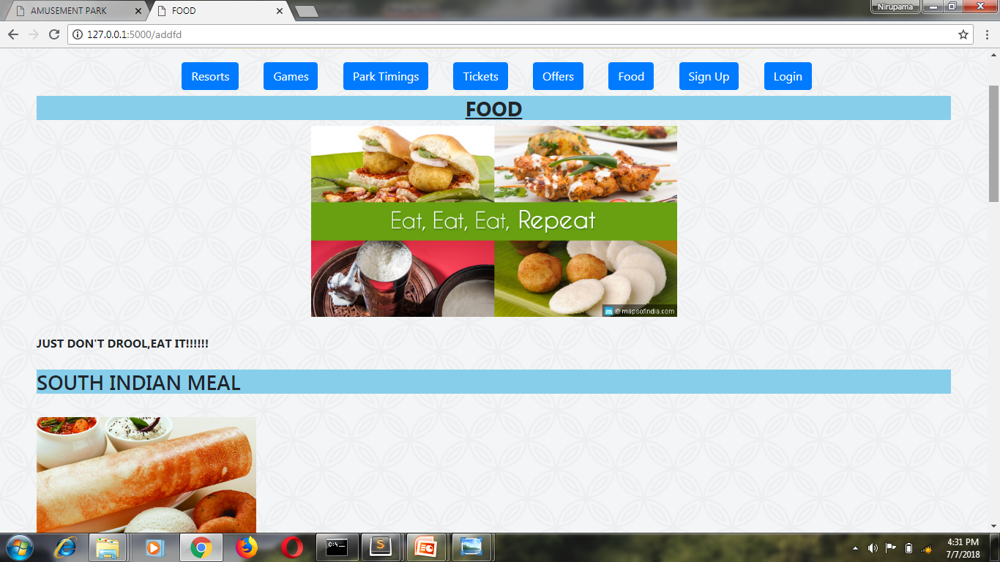 AMUSEMENT PARK
FOOD
Nirupama
127.0.0.1:5000/addfd
Resorts Games Park Timings Tickets Offers Food Sign Up Login
FOOD
Eat, Eat, Eat, Repeat
m © mapsofindia.com
JUST DON'T DROOL,EAT IT!!!!!!
SOUTH INDIAN MEAL
C:\_
S
P
4:31 PM
7/7/2018